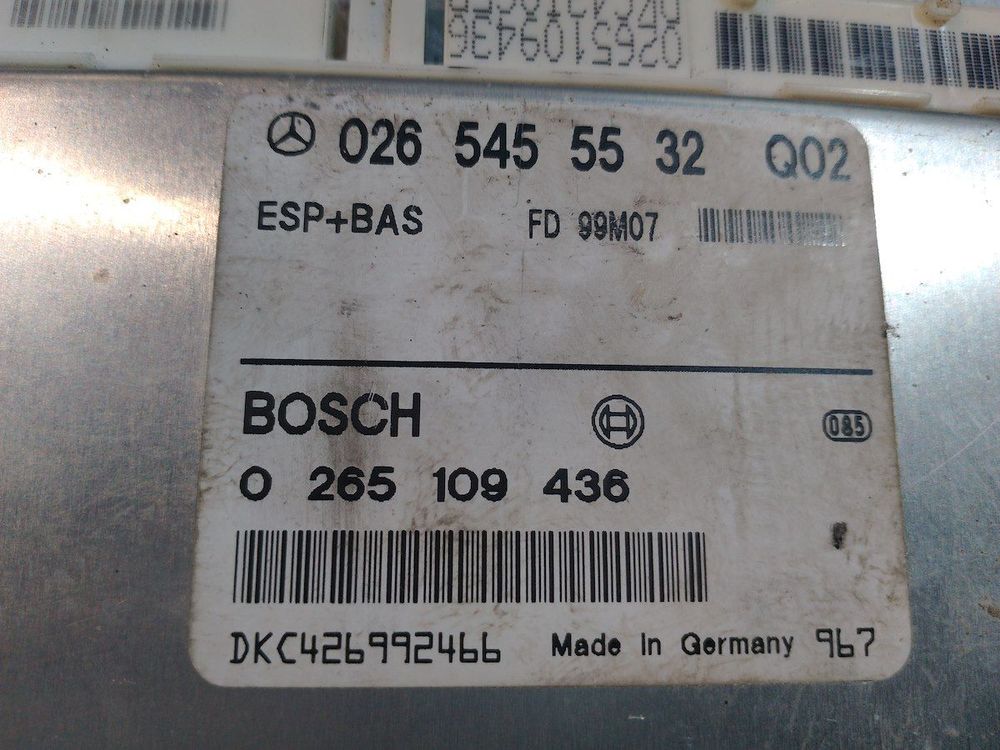 0265109436
026 545 55 32 Q02
ESP+BAS FD 99M07
BOSCH
085
0 265 109 436
DKC426992466 Made in Germany 967